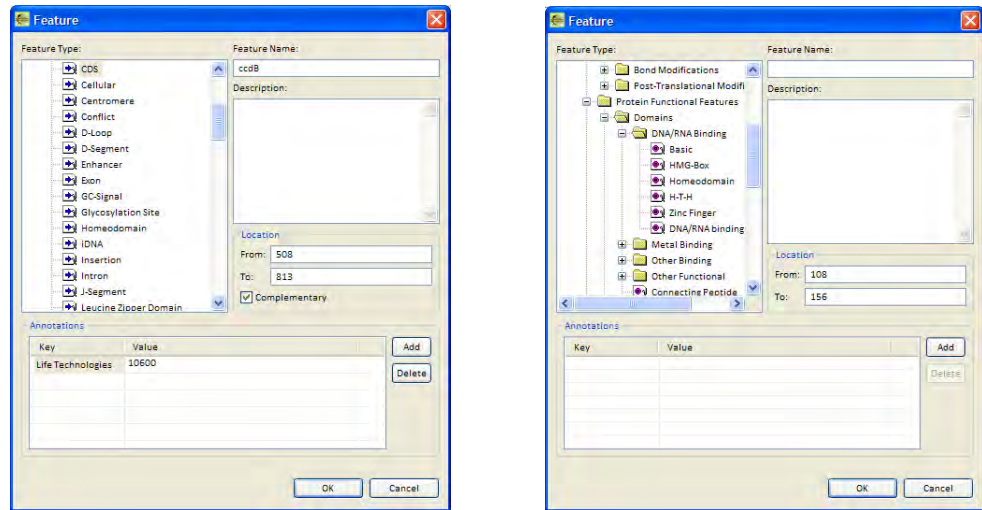 Feature
Feature Type:
Feature Name:
CDS
ccdB
Cellular
Description:
Centromere
Conflict
D-Loop
D-Segment
Enhancer
Exon
GC-Signal
Glycosylation Site
Homeodomain
iDNA
Insertion
Intron
J-Segment
Leucine Zipper Domain
Location
From: 508
To: 813
Complementary
Annotations
Key Value
Life Technologies 10600
Add
Delete
OK Cancel
Feature
Feature Type:
Feature Name:
Bond Modifications
Post-Translational Modifi
Description:
Protein Functional Features
Domains
DNA/RNA Binding
Basic
HMG-Box
Homeodomain
H-T-H
Zinc Finger
DNA/RNA binding
Metal Binding
Other Binding
Other Functional
Connecting Peptide
Location
From: 108
To: 156
Annotations
Key Value
Add
Delete
OK Cancel